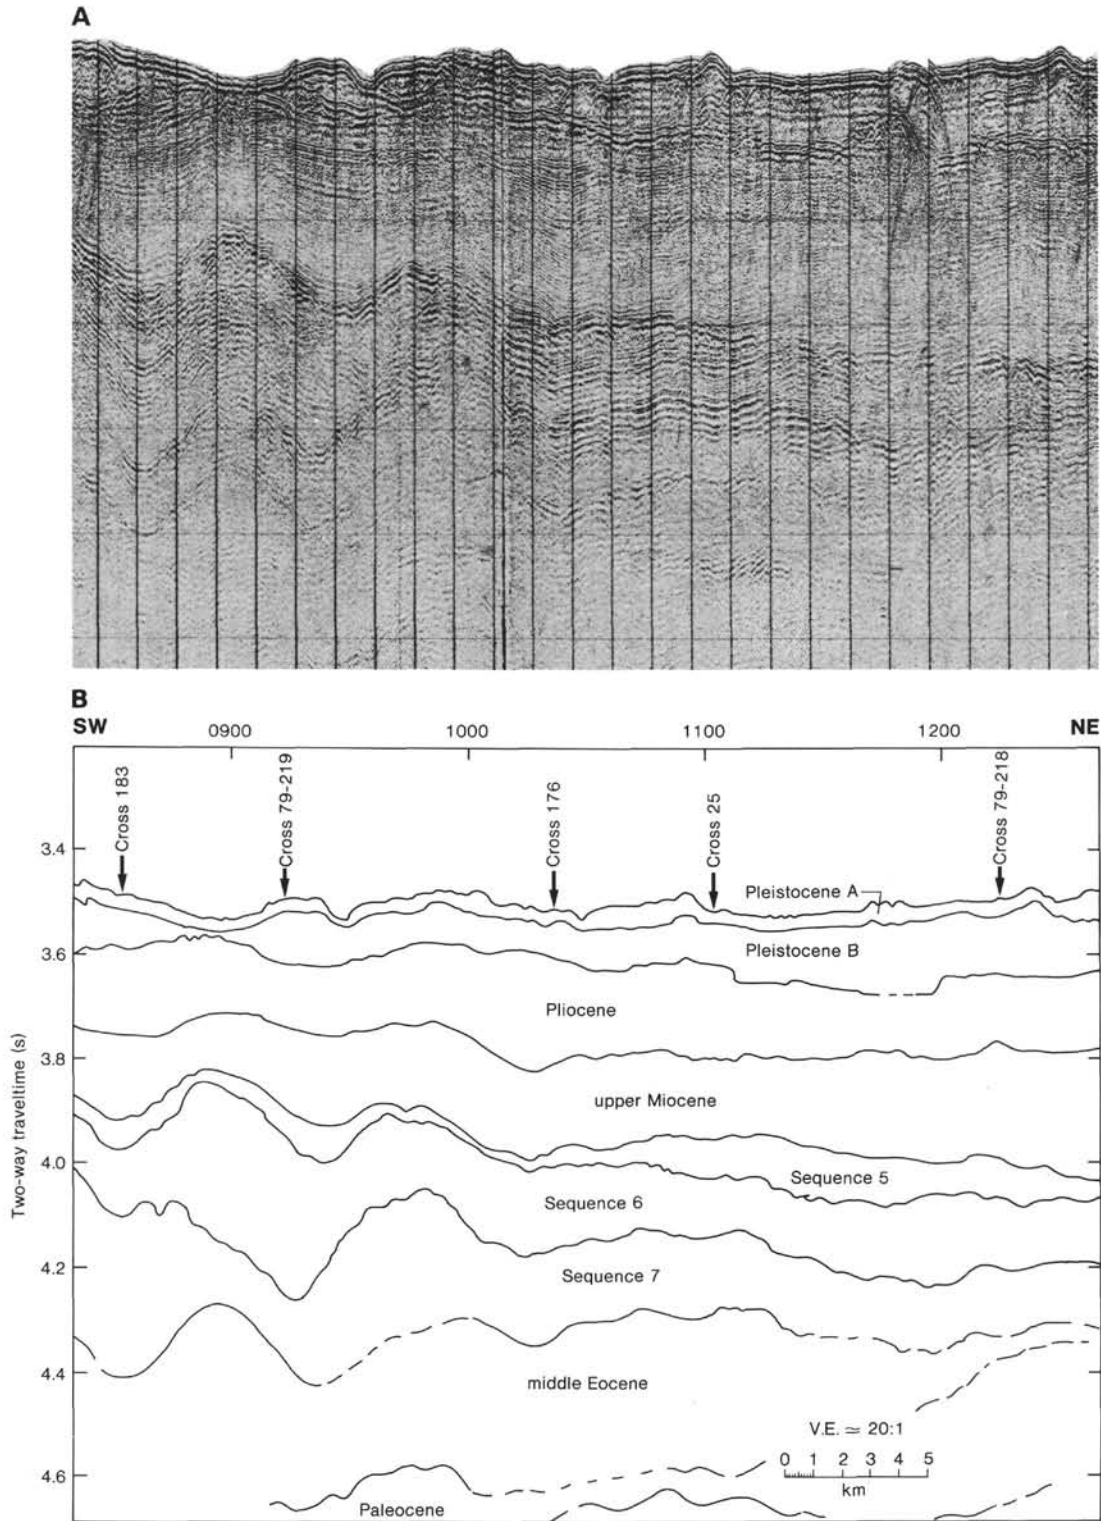 A
B
SW
0900
1000
1100
1200
NE
Cross 183
Cross 79-219
Cross 176
Cross 25
Cross 79-218
3.4
Pleistocene A
3.6
Pleistocene B
Pliocene
3.8
upper Miocene
4.0
Sequence 5
Sequence 6
4.2
Sequence 7
4.4
middle Eocene
V.E. ≃ 20:1
0 1 2 3 4 5
km
4.6
Paleocene
Two-way traveltime (s)